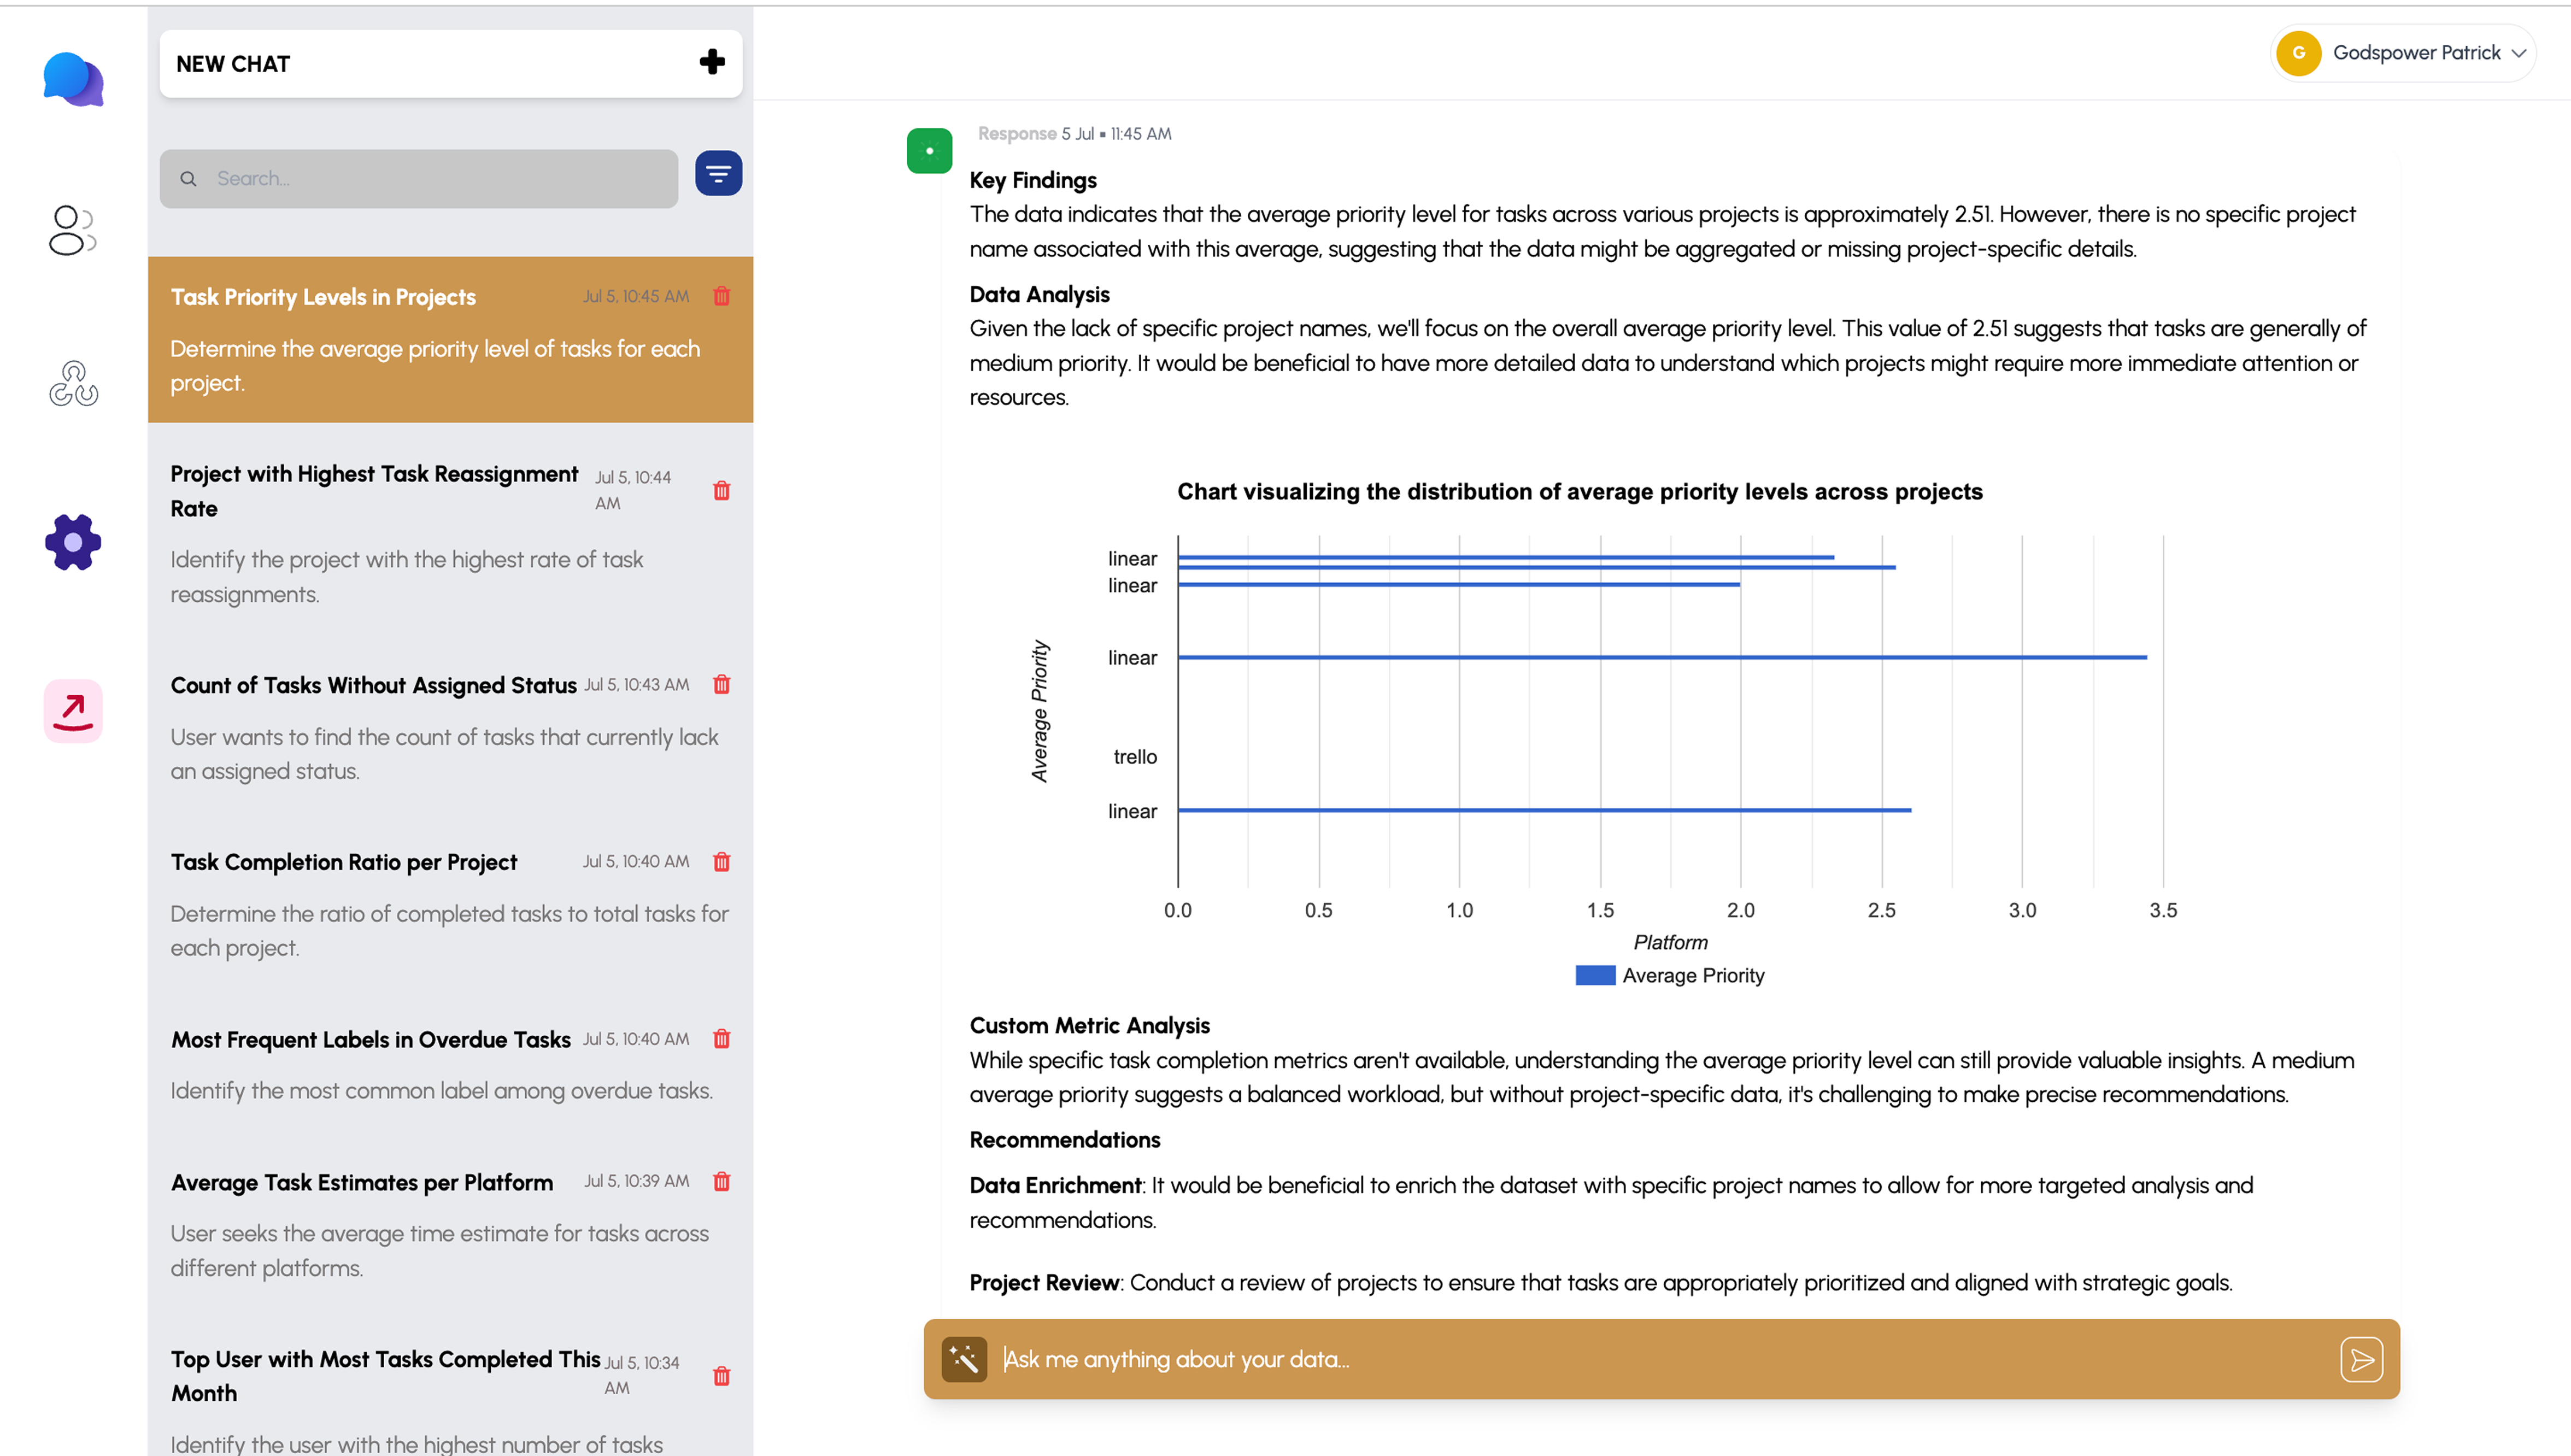 NEW CHAT
Search...
Task Priority Levels in Projects
Jul 5, 10:45 AM
Determine the average priority level of tasks for each
project.
Project with Highest Task Reassignment
Rate
Jul 5, 10:44
AM
Identify the project with the highest rate of task
reassignments.
Count of Tasks Without Assigned Status
Jul 5, 10:43 AM
User wants to find the count of tasks that currently lack
an assigned status.
Task Completion Ratio per Project
Jul 5, 10:40 AM
Determine the ratio of completed tasks to total tasks for
each project.
Most Frequent Labels in Overdue Tasks
Jul 5, 10:40 AM
Identify the most common label among overdue tasks.
Average Task Estimates per Platform
Jul 5, 10:39 AM
User seeks the average time estimate for tasks across
different platforms.
Top User with Most Tasks Completed This
Month
Jul 5, 10:34
AM
Identify the user with the highest number of tasks
G
Godspower Patrick
Response 5 Jul ▪ 11:45 AM
Key Findings
The data indicates that the average priority level for tasks across various projects is approximately 2.51. However, there is no specific project
name associated with this average, suggesting that the data might be aggregated or missing project-specific details.
Data Analysis
Given the lack of specific project names, we'll focus on the overall average priority level. This value of 2.51 suggests that tasks are generally of
medium priority. It would be beneficial to have more detailed data to understand which projects might require more immediate attention or
resources.
Chart visualizing the distribution of average priority levels across projects
linear
linear
linear
trello
linear
Average Priority
0.0 0.5 1.0 1.5 2.0 2.5 3.0 3.5
Platform
Average Priority
Custom Metric Analysis
While specific task completion metrics aren't available, understanding the average priority level can still provide valuable insights. A medium
average priority suggests a balanced workload, but without project-specific data, it's challenging to make precise recommendations.
Recommendations
Data Enrichment: It would be beneficial to enrich the dataset with specific project names to allow for more targeted analysis and
recommendations.
Project Review: Conduct a review of projects to ensure that tasks are appropriately prioritized and aligned with strategic goals.
Ask me anything about your data...